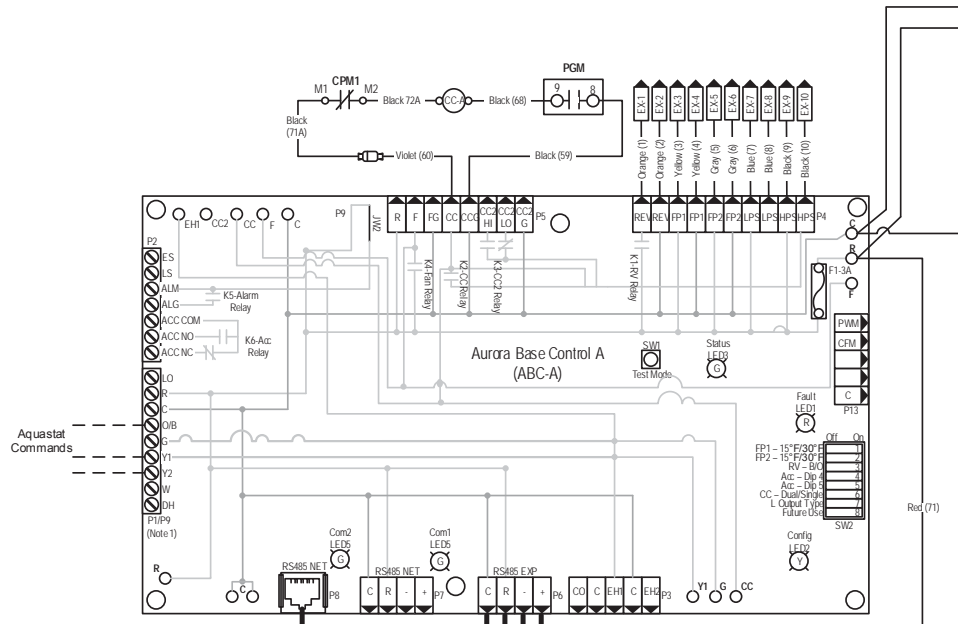 CPM1
PGM
M1
M2
Black 72A
CC-A
Black (68)
9
8
Black
(71A)
Violet (60)
Black (59)
EX-1
EX-2
EX-3
EX-4
EX-5
EX-6
EX-7
EX-8
EX-9
EX-10
Orange (1)
Orange (2)
Yellow (3)
Yellow (4)
Gray (5)
Gray (6)
Blue (7)
Blue (8)
Black (9)
Black (10)
EH1
CC2
CC
F
C
P9
JW2
R
F
FG
CC
CCG
CC2
HI
CC2
LO
CC2
G
P5
REV
REV
FP1
FP1
FP2
FP2
LPS
LPS
HPS
HPS
P4
C
R
F
F1-3A
P2
ES
LS
ALM
ALG
ACC COM
ACC NO
ACC NC
K5-Alarm
Relay
K6-Acc
Relay
K4-Fan Relay
K2-CC Relay
K3-CC2 Relay
K1-RV Relay
Aurora Base Control A
(ABC-A)
SW1
Test Mode
Status
LED3
G
PWM
CFM
C
P13
Fault
LED1
R
LO
R
C
O/B
G
Y1
Y2
W
DH
P1/P9
(Note 1)
Aquastat
Commands
Off
On
FP1 – 15°F/30°F
1
FP2 – 15°F/30°F
2
RV – B/O
3
Acc – Dip 4
4
Acc – Dip 5
5
CC – Dual/Single
6
L Output Type
7
Future Use
8
SW2
Red (71)
Config
LED2
Y
Com2
LED5
G
Com1
LED5
G
R
C
RS485 NET
P8
RS485 NET
C
R
-
+
P7
RS485 EXP
C
R
-
+
P6
CO
C
EH1
C
EH2
P3
Y1
G
CC